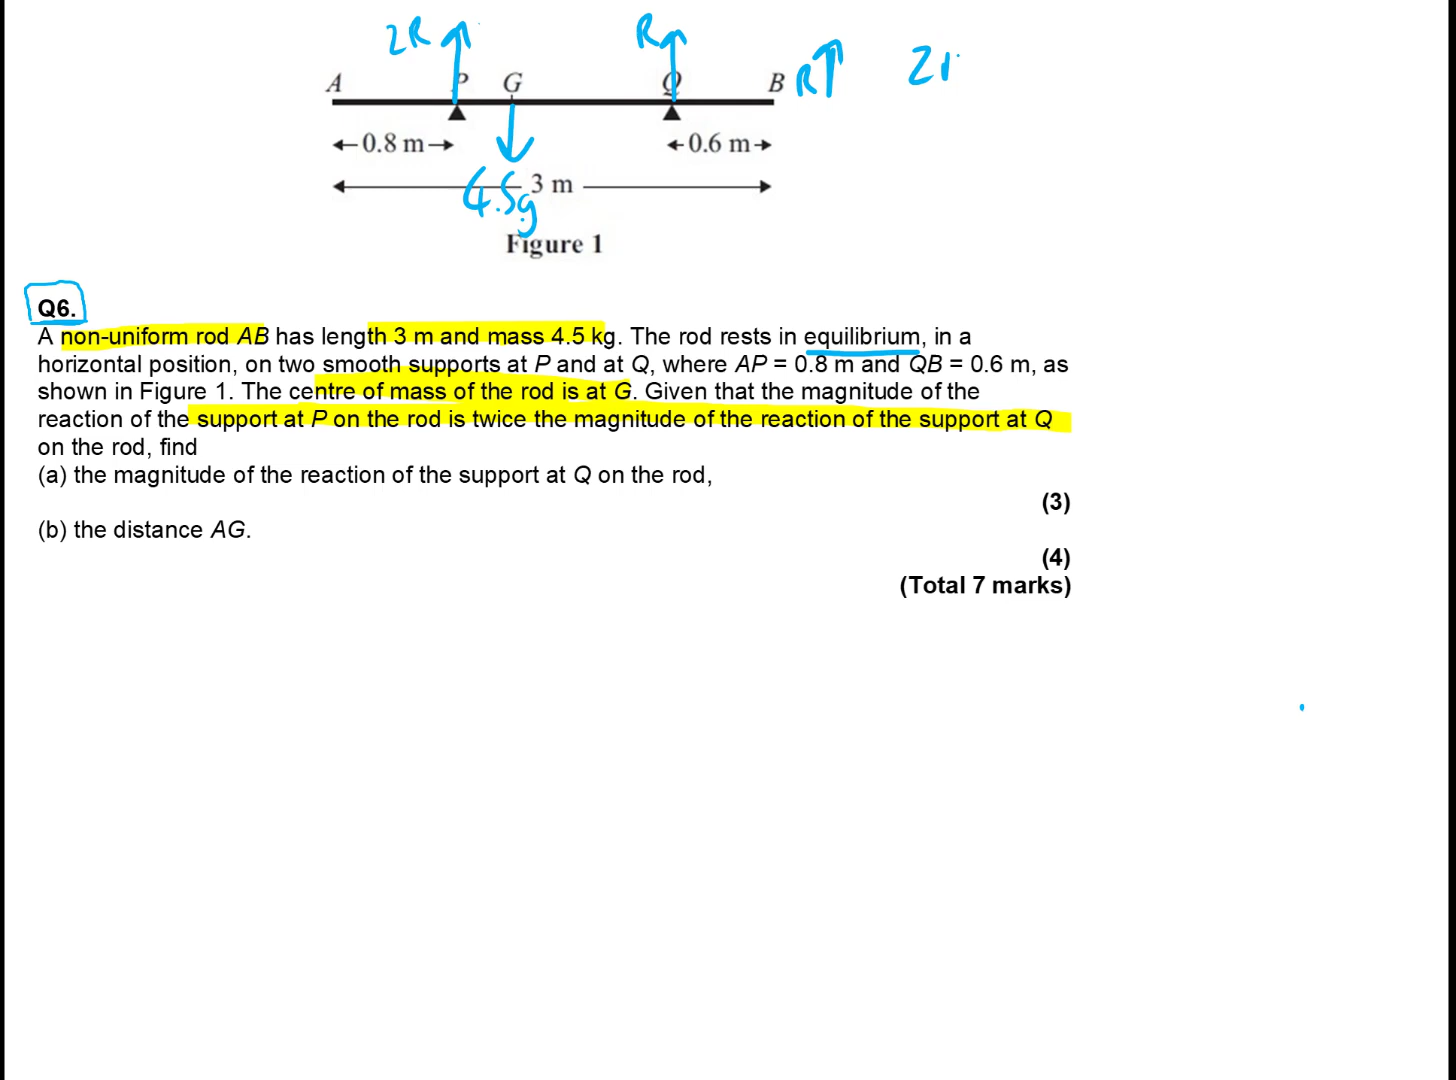 2R ↑ R↑
A P G Q B R↑ 2r
←0.8 m→ ←0.6 m→
3 m
4.5g
Figure 1
Q6.
A non-uniform rod AB has length 3 m and mass 4.5 kg. The rod rests in equilibrium, in a
horizontal position, on two smooth supports at P and at Q, where AP = 0.8 m and QB = 0.6 m, as
shown in Figure 1. The centre of mass of the rod is at G. Given that the magnitude of the
reaction of the support at P on the rod is twice the magnitude of the reaction of the support at Q
on the rod, find
(a) the magnitude of the reaction of the support at Q on the rod,
(3)
(b) the distance AG.
(4)
(Total 7 marks)